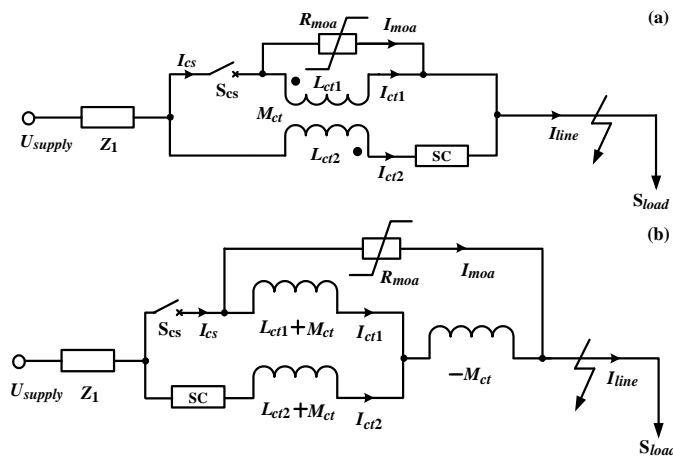 (a)
R_moa
I_moa
I_cs
S_cs
L_ct1
I_ct1
M_ct
U_supply
Z_1
L_ct2
I_ct2
SC
I_line
S_load
(b)
R_moa
I_moa
S_cs
I_cs
L_ct1+M_ct
I_ct1
U_supply
Z_1
SC
L_ct2+M_ct
I_ct2
−M_ct
I_line
S_load